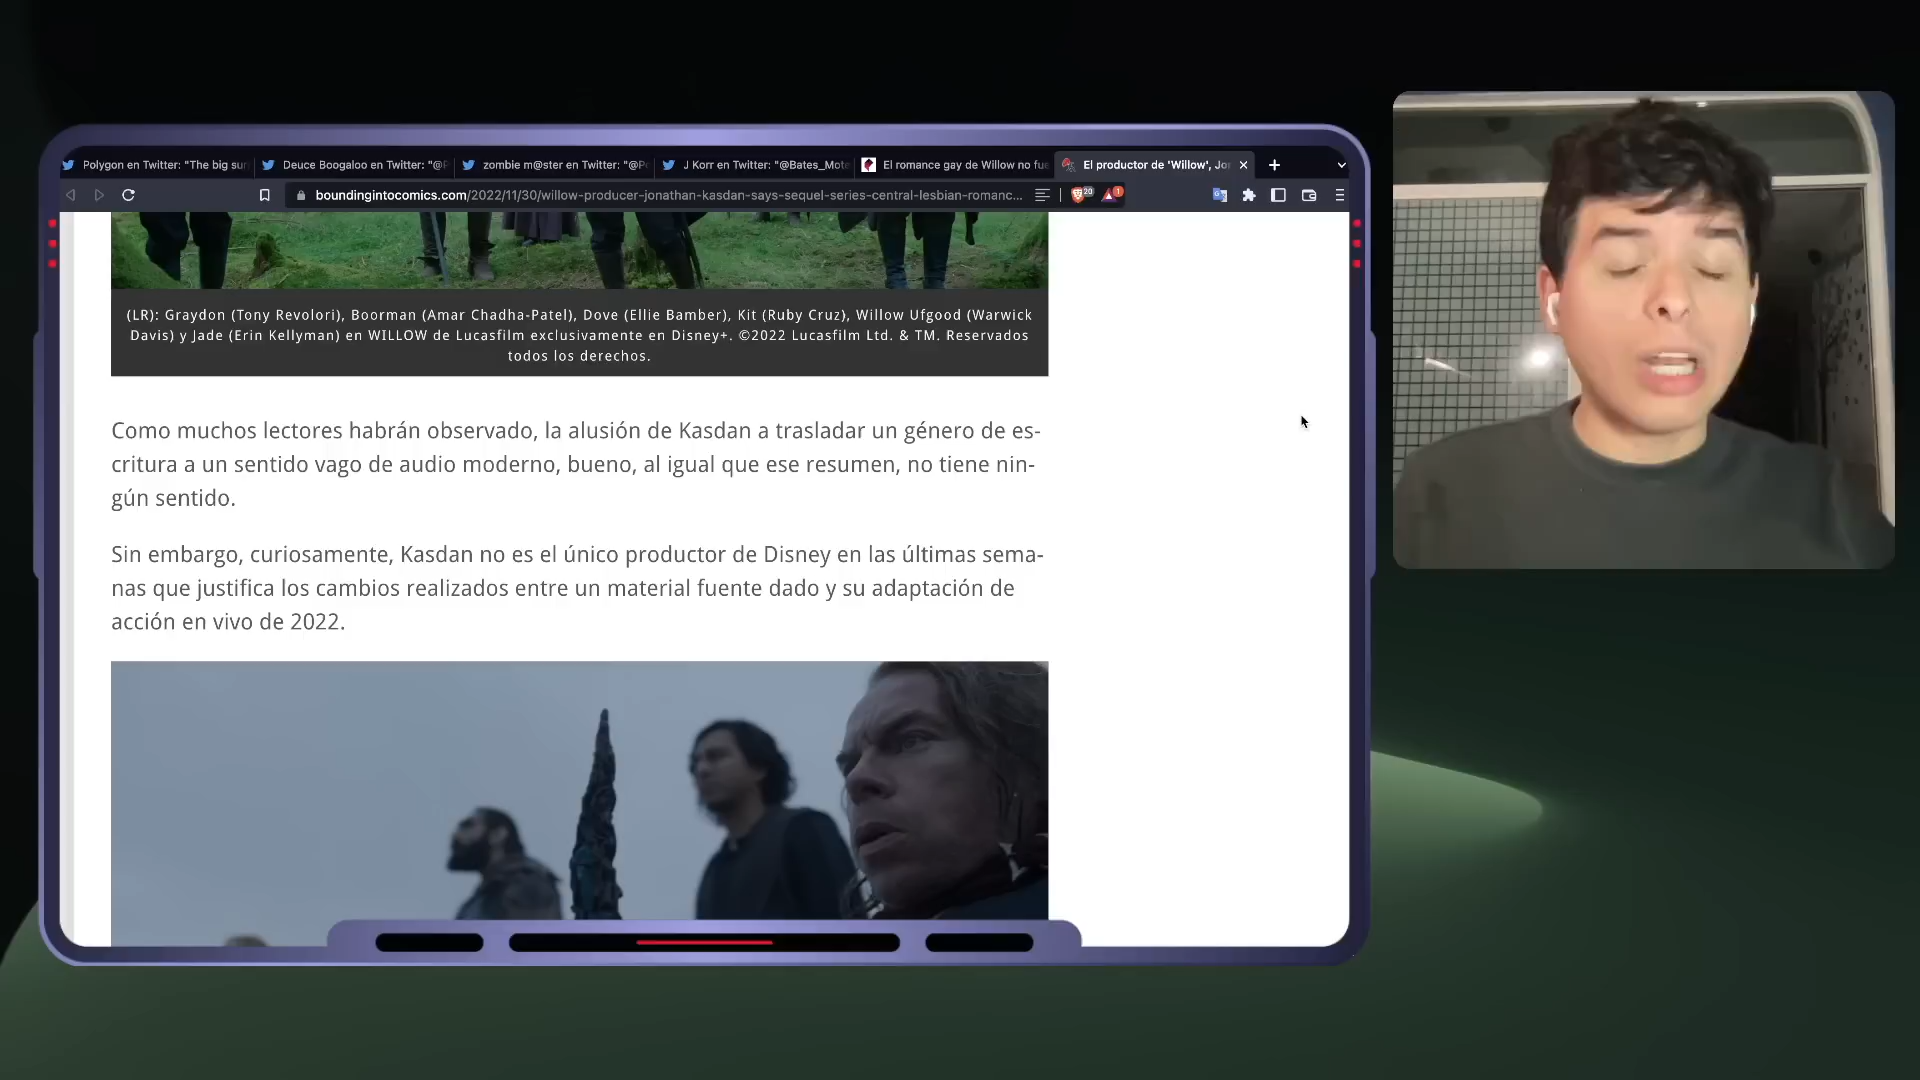 Polygon en Twitter: "The big sur
Deuce Boogaloo en Twitter: "@P
zombie m@ster en Twitter: "@Po
J Korr en Twitter: "@Bates_Mote
El romance gay de Willow no fue
El productor de 'Willow', Jo
boundingintocomics.com/2022/11/30/willow-producer-jonathan-kasdan-says-sequel-series-central-lesbian-romanc...
20
1
(LR): Graydon (Tony Revolori), Boorman (Amar Chadha-Patel), Dove (Ellie Bamber), Kit (Ruby Cruz), Willow Ufgood (Warwick
Davis) y Jade (Erin Kellyman) en WILLOW de Lucasfilm exclusivamente en Disney+. ©2022 Lucasfilm Ltd. & TM. Reservados
todos los derechos.
Como muchos lectores habrán observado, la alusión de Kasdan a trasladar un género de es-
critura a un sentido vago de audio moderno, bueno, al igual que ese resumen, no tiene nin-
gún sentido.
Sin embargo, curiosamente, Kasdan no es el único productor de Disney en las últimas sema-
nas que justifica los cambios realizados entre un material fuente dado y su adaptación de
acción en vivo de 2022.